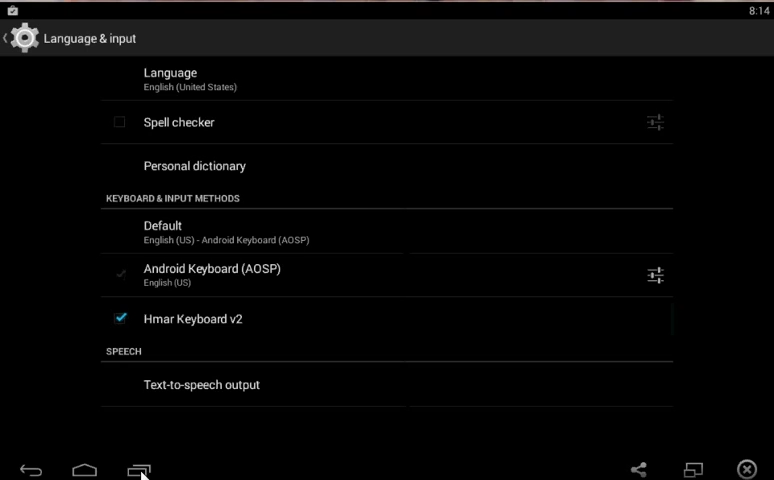 8:14
Language & input
Language
English (United States)
Spell checker
Personal dictionary
KEYBOARD & INPUT METHODS
Default
English (US) - Android Keyboard (AOSP)
Android Keyboard (AOSP)
English (US)
Hmar Keyboard v2
SPEECH
Text-to-speech output